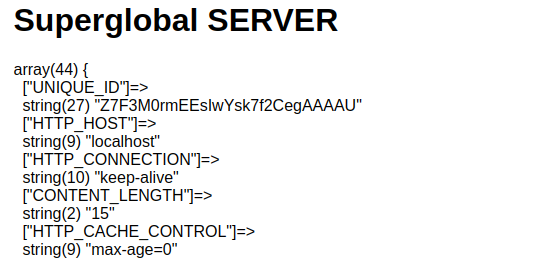 Superglobal SERVER
array(44) {
["UNIQUE_ID"]=>
string(27) "Z7F3M0rmEEsIwYsk7f2CegAAAAU"
["HTTP_HOST"]=>
string(9) "localhost"
["HTTP_CONNECTION"]=>
string(10) "keep-alive"
["CONTENT_LENGTH"]=>
string(2) "15"
["HTTP_CACHE_CONTROL"]=>
string(9) "max-age=0"